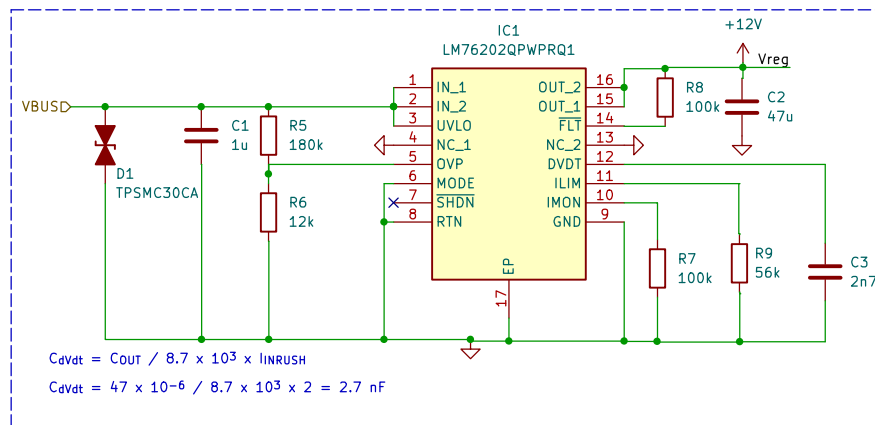 IC1
LM76202QPWPRQ1
+12V
Vreg
VBUS
1 IN_1
2 IN_2
3 UVLO
4 NC_1
5 OVP
6 MODE
7 SHDN
8 RTN
OUT_2 16
OUT_1 15
FLT 14
NC_2 13
DVDT 12
ILIM 11
IMON 10
GND 9
EP
17
D1
TPSMC30CA
C1
1u
R5
180k
R6
12k
R8
100k
C2
47u
R7
100k
R9
56k
C3
2n7
CdVdt = COUT / 8.7 x 10³ x IINRUSH
CdVdt = 47 x 10⁻⁶ / 8.7 x 10³ x 2 = 2.7 nF